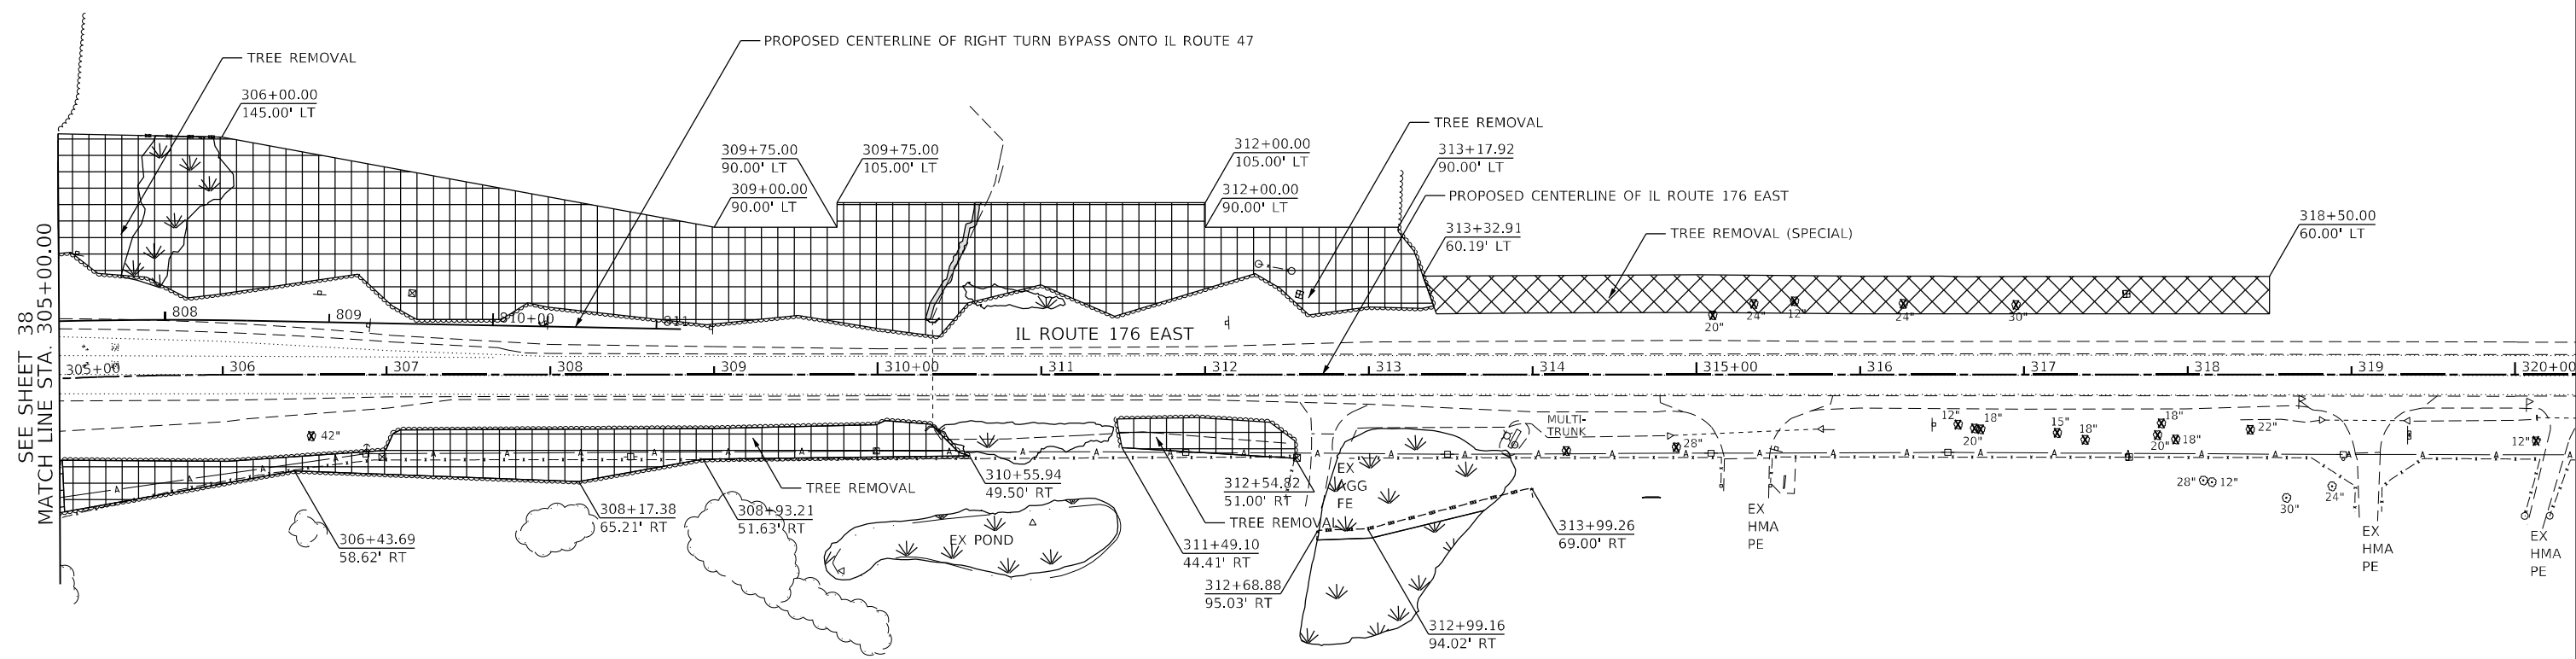 PROPOSED CENTERLINE OF RIGHT TURN BYPASS ONTO IL ROUTE 47
TREE REMOVAL
306+00.00
145.00' LT
309+75.00
90.00' LT
309+00.00
90.00' LT
309+75.00
105.00' LT
312+00.00
105.00' LT
312+00.00
90.00' LT
TREE REMOVAL
313+17.92
90.00' LT
PROPOSED CENTERLINE OF IL ROUTE 176 EAST
313+32.91
60.19' LT
TREE REMOVAL (SPECIAL)
318+50.00
60.00' LT
SEE SHEET 38
MATCH LINE STA. 305+00.00
808
809
810+00
811
20"
24"
12"
24"
30"
IL ROUTE 176 EAST
305+00
306
307
308
309
310+00
311
312
313
314
315+00
316
317
318
319
320+00
42"
MULTI-
TRUNK
28"
12"
18"
20"
15"
18"
18"
20"
18"
22"
12"
A A A A A A A A A A A A A A A A A A A A A A A A A A A A A A A A A A
TREE REMOVAL
310+55.94
49.50' RT
312+54.82
51.00' RT
EX
AGG
FE
28"
12"
30"
24"
306+43.69
58.62' RT
308+17.38
65.21' RT
308+93.21
51.63' RT
EX POND
TREE REMOVAL
311+49.10
44.41' RT
312+68.88
95.03' RT
312+99.16
94.02' RT
313+99.26
69.00' RT
EX
HMA
PE
EX
HMA
PE
EX
HMA
PE